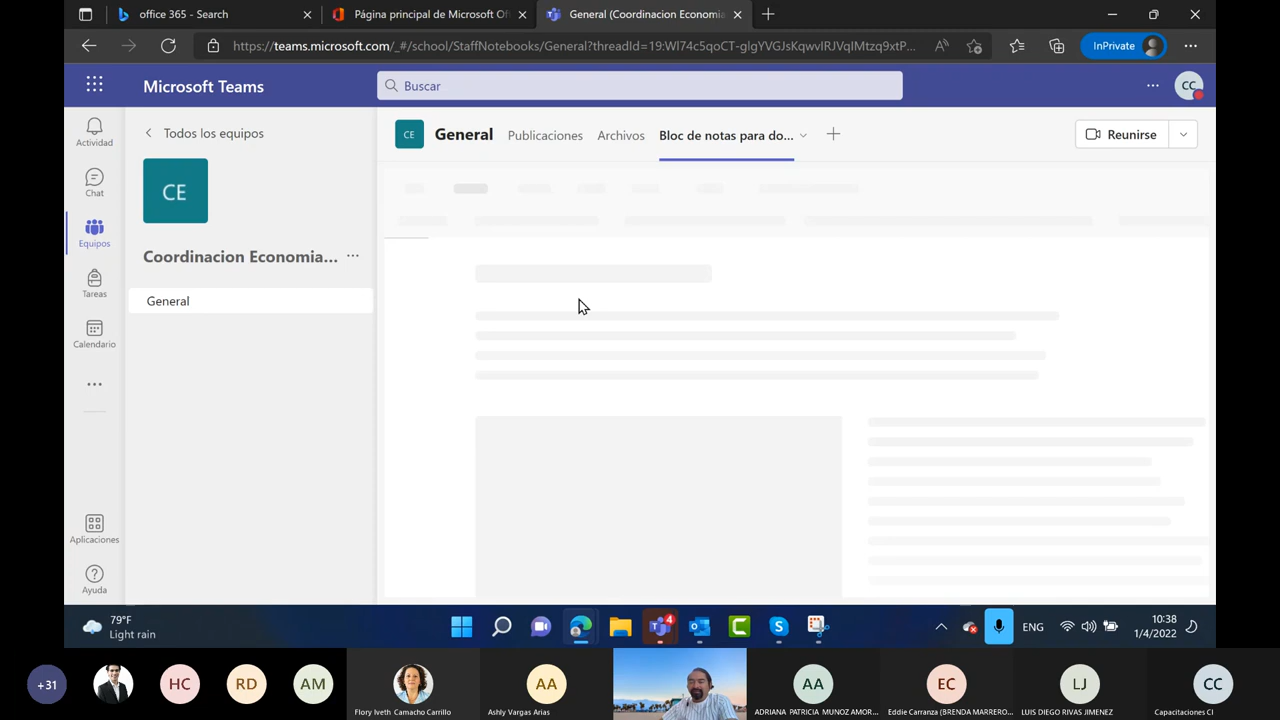 office 365 - Search
Página principal de Microsoft Of
General (Coordinacion Economia
https://teams.microsoft.com/_#/school/StaffNotebooks/General?threadId=19:Wl74c5qoCT-gIgYVGJsKqwvIRJVqIMtzq9xtP...
InPrivate
Microsoft Teams
Buscar
CC
Actividad
Chat
Equipos
Tareas
Calendario
Aplicaciones
Ayuda
Todos los equipos
CE
Coordinacion Economia...
General
CE
General
Publicaciones
Archivos
Bloc de notas para do...
Reunirse
79°F
Light rain
4
ENG
10:38
1/4/2022
+31
HC
RD
AM
Flory Iveth Camacho Carrillo
AA
Ashly Vargas Arias
AA
ADRIANA PATRICIA MUNOZ AMOR...
EC
Eddie Carranza (BRENDA MARRERO...
LJ
LUIS DIEGO RIVAS JIMENEZ
CC
Capacitaciones CI